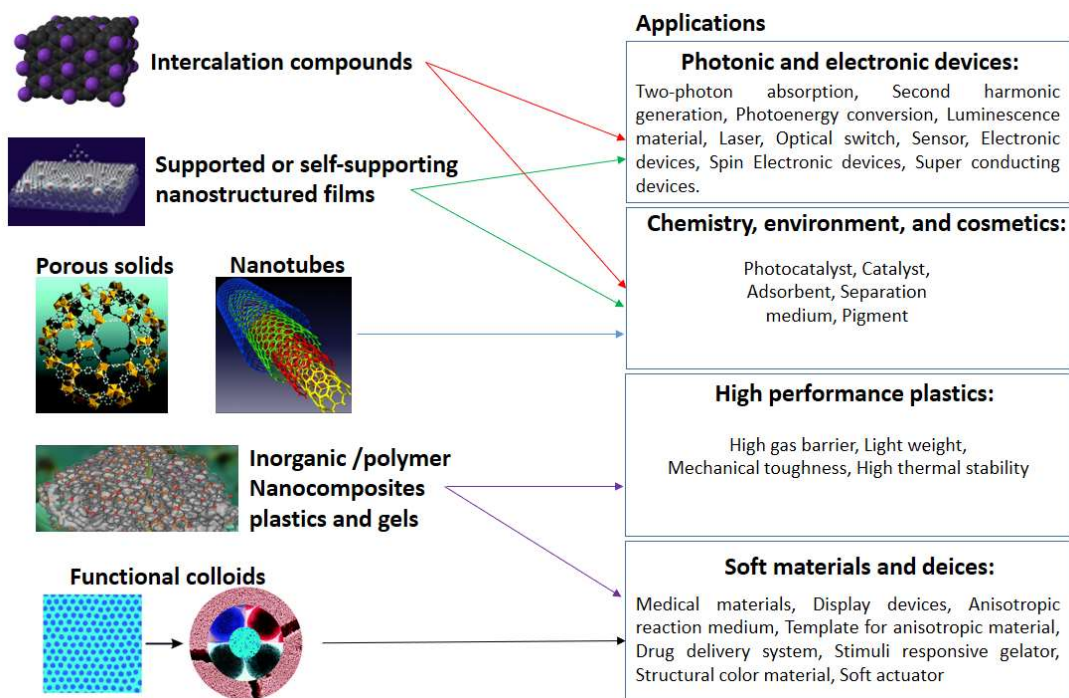 Intercalation compounds
Supported or self-supporting
nanostructured films
Porous solids
Nanotubes
Inorganic /polymer
Nanocomposites
plastics and gels
Functional colloids
Applications
Photonic and electronic devices:
Two-photon absorption, Second harmonic
generation, Photoenergy conversion, Luminescence
material, Laser, Optical switch, Sensor, Electronic
devices, Spin Electronic devices, Super conducting
devices.
Chemistry, environment, and cosmetics:
Photocatalyst, Catalyst,
Adsorbent, Separation
medium, Pigment
High performance plastics:
High gas barrier, Light weight,
Mechanical toughness, High thermal stability
Soft materials and deices:
Medical materials, Display devices, Anisotropic
reaction medium, Template for anisotropic material,
Drug delivery system, Stimuli responsive gelator,
Structural color material, Soft actuator